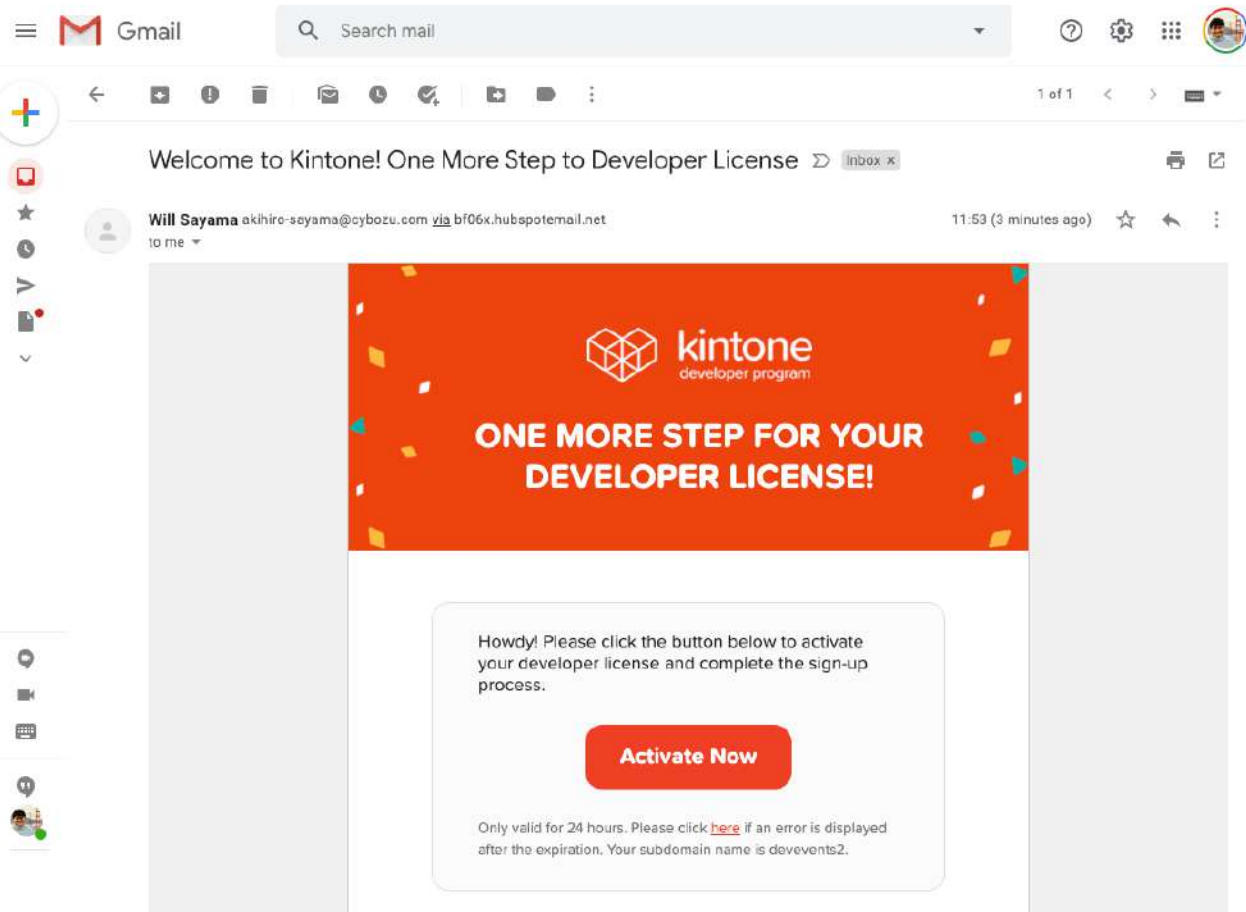 Gmail
Search mail
1 of 1
Welcome to Kintone! One More Step to Developer License Inbox x
Will Sayama akihiro-sayama@cybozu.com via bf06x.hubspotemail.net 11:53 (3 minutes ago)
to me
kintone
developer program
ONE MORE STEP FOR YOUR
DEVELOPER LICENSE!
Howdy! Please click the button below to activate
your developer license and complete the sign-up
process.
Activate Now
Only valid for 24 hours. Please click here if an error is displayed
after the expiration. Your subdomain name is devevents2.